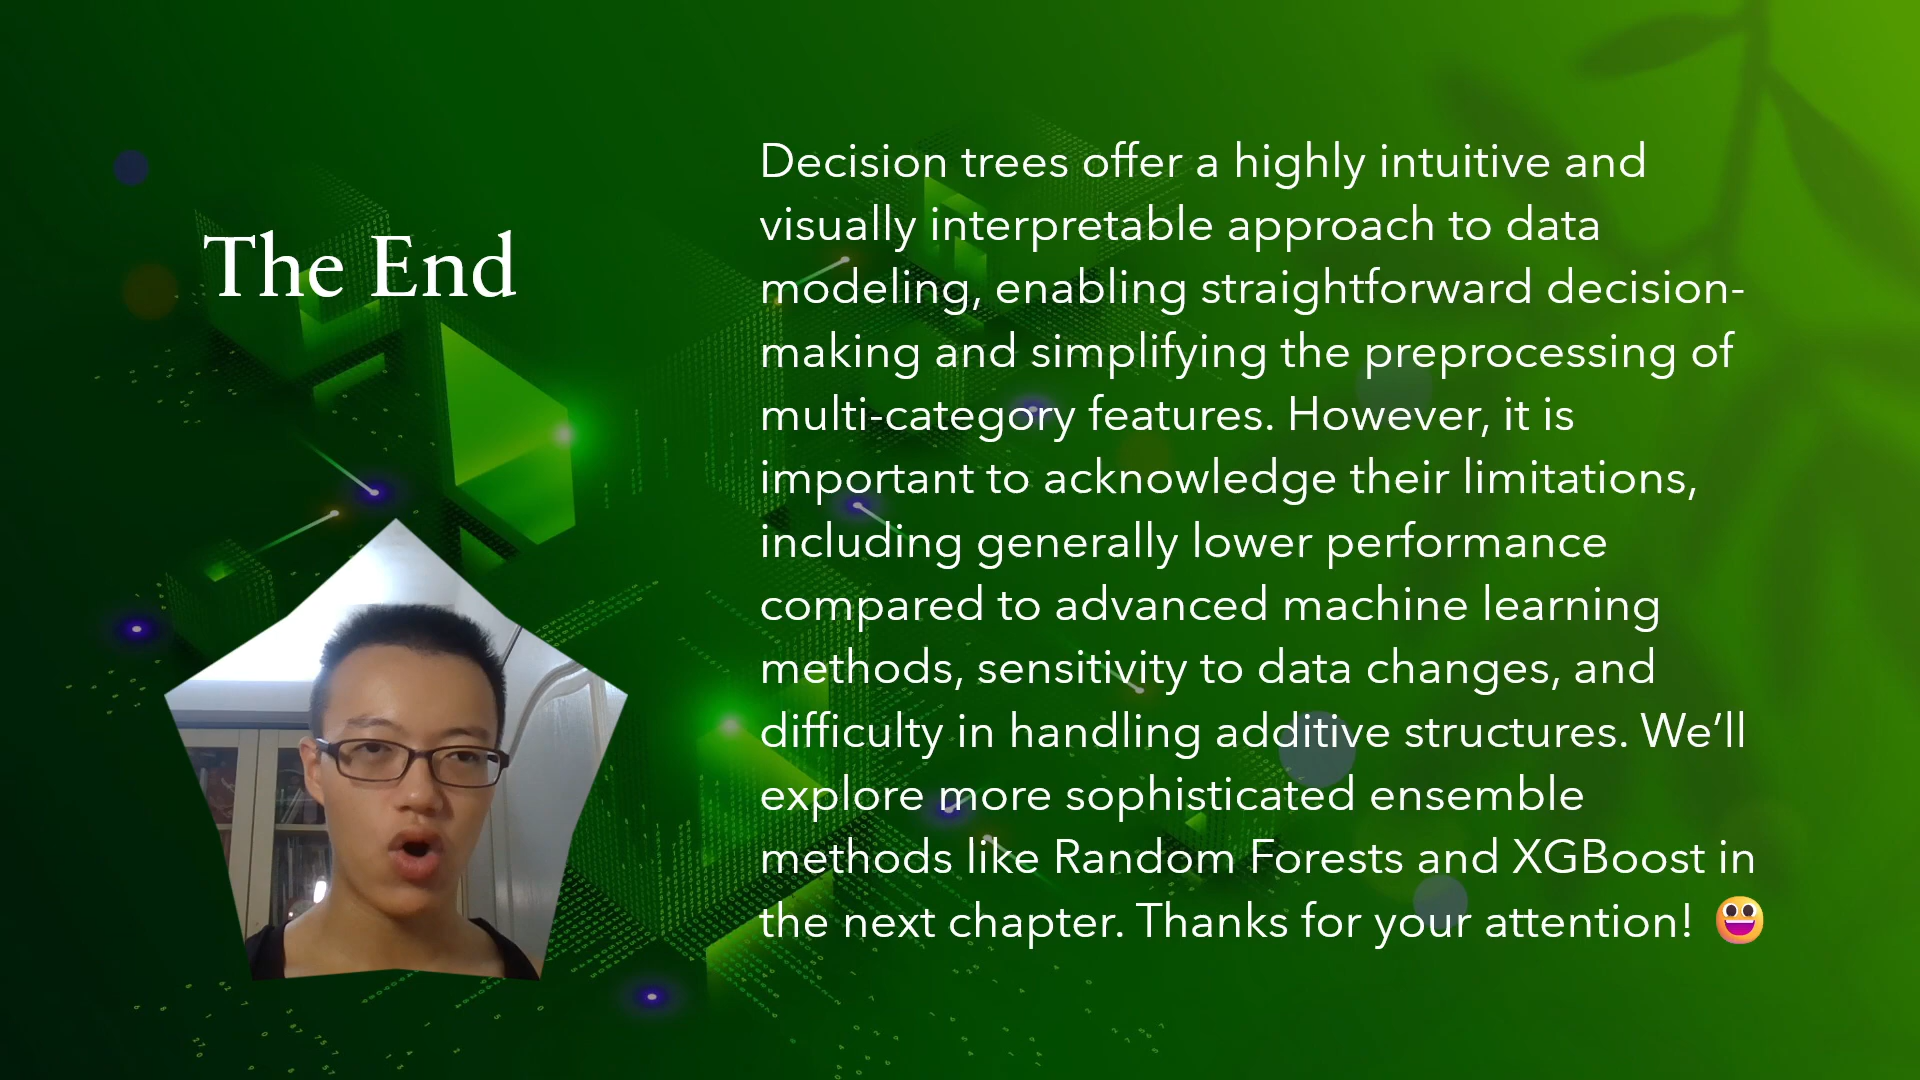 The End
Decision trees offer a highly intuitive and
visually interpretable approach to data
modeling, enabling straightforward decision-
making and simplifying the preprocessing of
multi-category features. However, it is
important to acknowledge their limitations,
including generally lower performance
compared to advanced machine learning
methods, sensitivity to data changes, and
difficulty in handling additive structures. We’ll
explore more sophisticated ensemble
methods like Random Forests and XGBoost in
the next chapter. Thanks for your attention! 😃